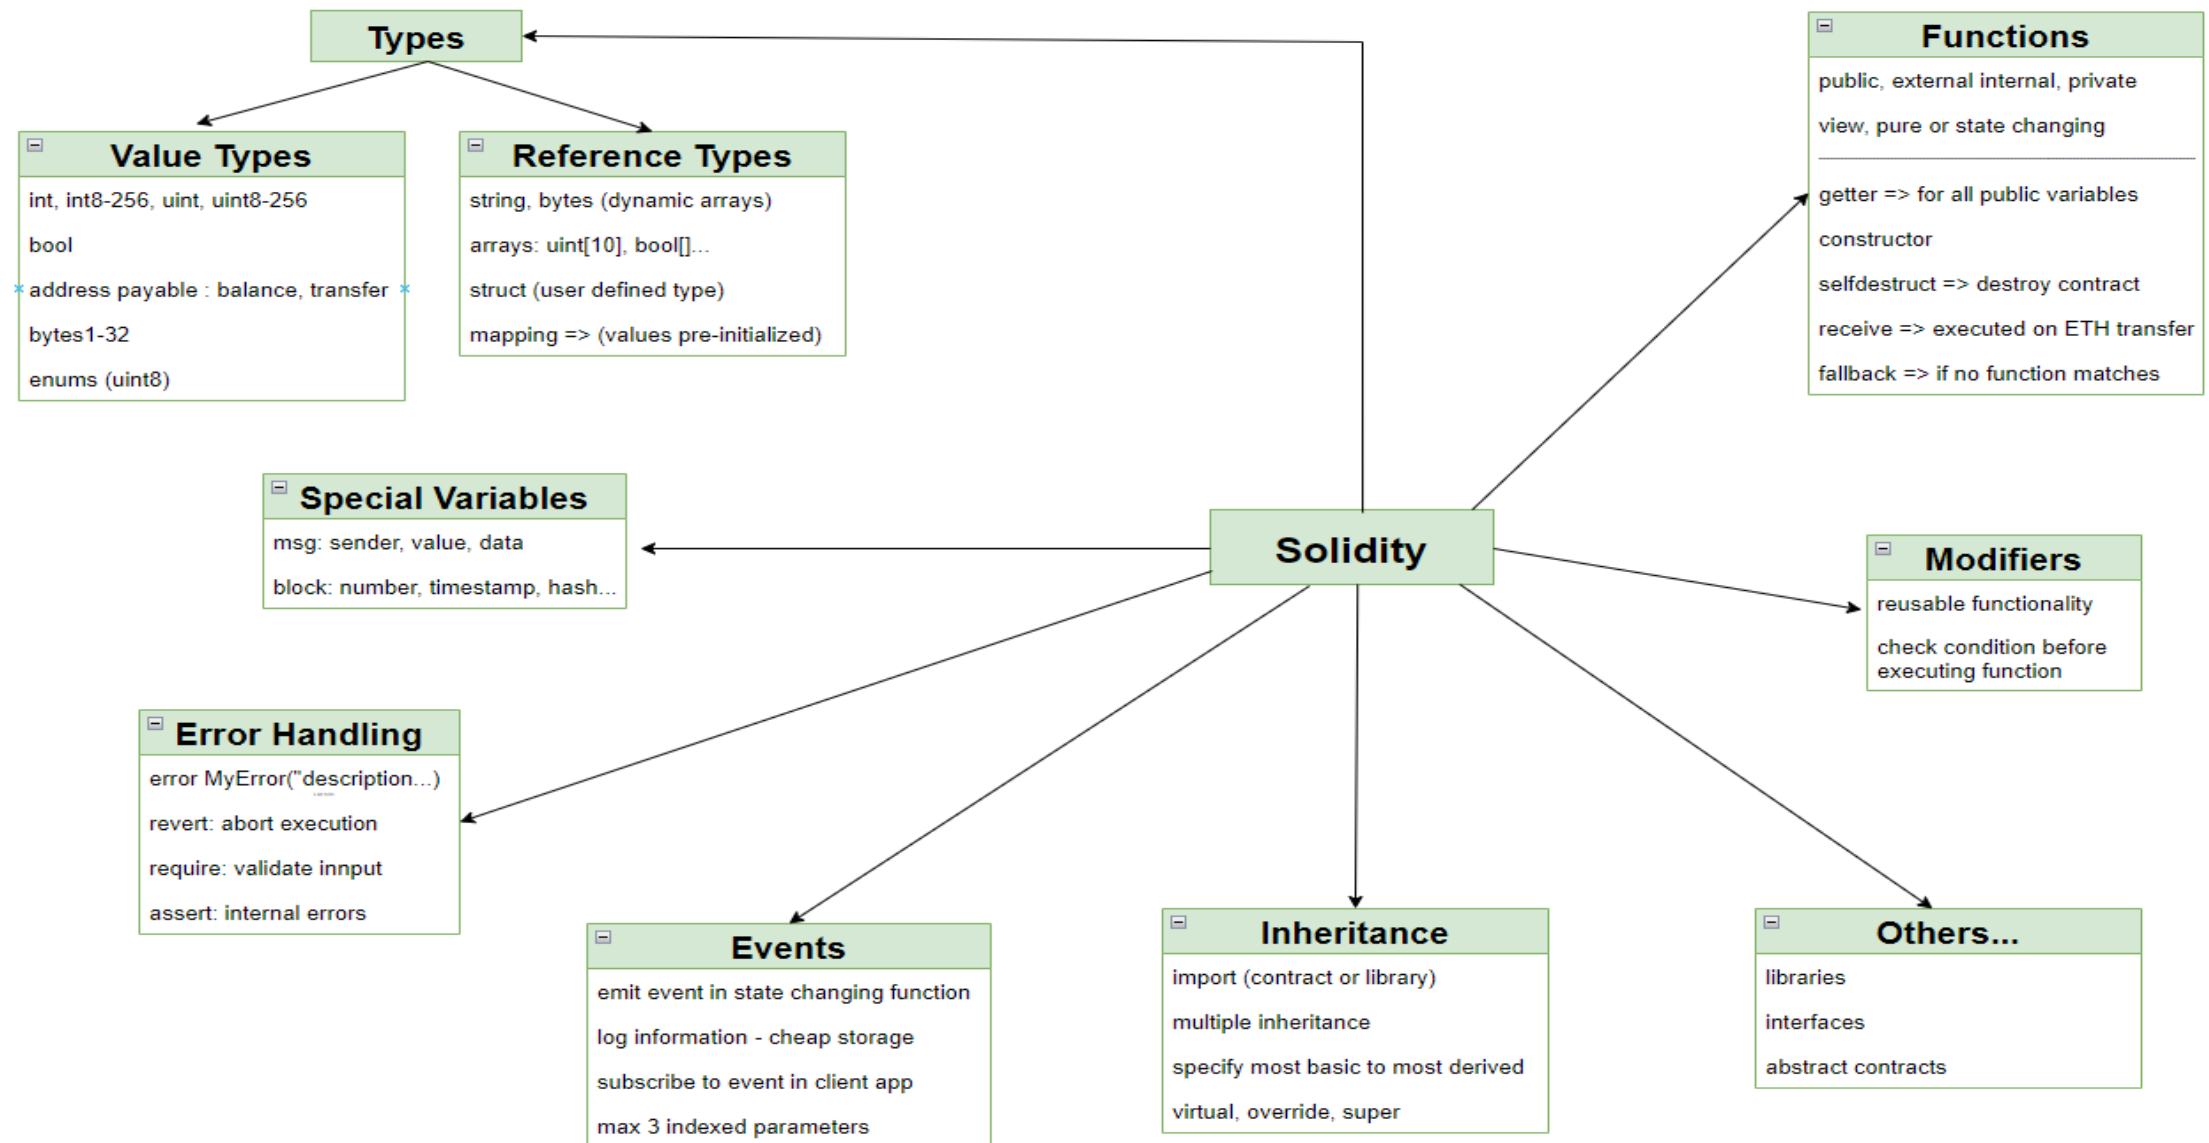 Types
Value Types
int, int8-256, uint, uint8-256
bool
address payable : balance, transfer
bytes1-32
enums (uint8)
Reference Types
string, bytes (dynamic arrays)
arrays: uint[10], bool[]...
struct (user defined type)
mapping => (values pre-initialized)
Functions
public, external internal, private
view, pure or state changing
getter => for all public variables
constructor
selfdestruct => destroy contract
receive => executed on ETH transfer
fallback => if no function matches
Special Variables
msg: sender, value, data
block: number, timestamp, hash...
Solidity
Modifiers
reusable functionality
check condition before
executing function
Error Handling
error MyError("description...)
revert: abort execution
require: validate innput
assert: internal errors
Events
emit event in state changing function
log information - cheap storage
subscribe to event in client app
max 3 indexed parameters
Inheritance
import (contract or library)
multiple inheritance
specify most basic to most derived
virtual, override, super
Others...
libraries
interfaces
abstract contracts